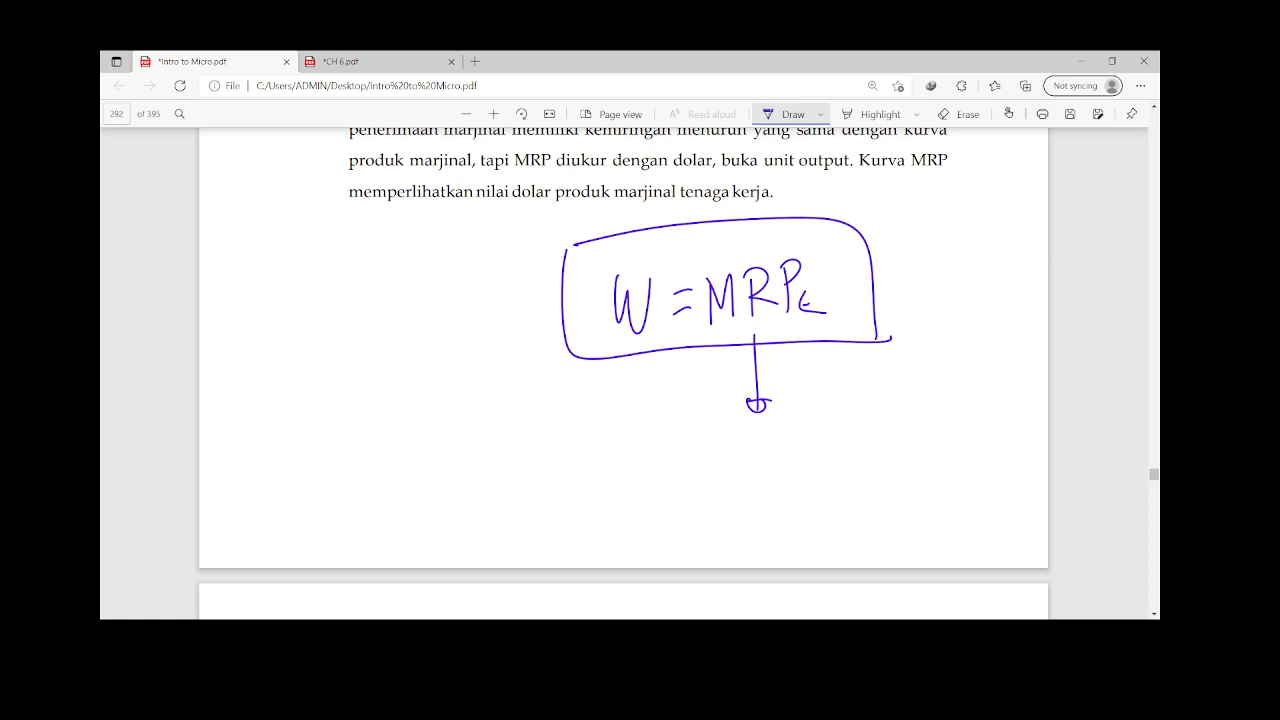 *Intro to Micro.pdf
*CH 6.pdf
File
C:/Users/ADMIN/Desktop/Intro%20to%20Micro.pdf
Not syncing
292 of 395
Page view
Read aloud
Draw
Highlight
Erase
penerimaan marjinal memiliki kemiringan menurun yang sama dengan kurva
produk marjinal, tapi MRP diukur dengan dolar, buka unit output. Kurva MRP
memperlihatkan nilai dolar produk marjinal tenaga kerja.
W = MRPL